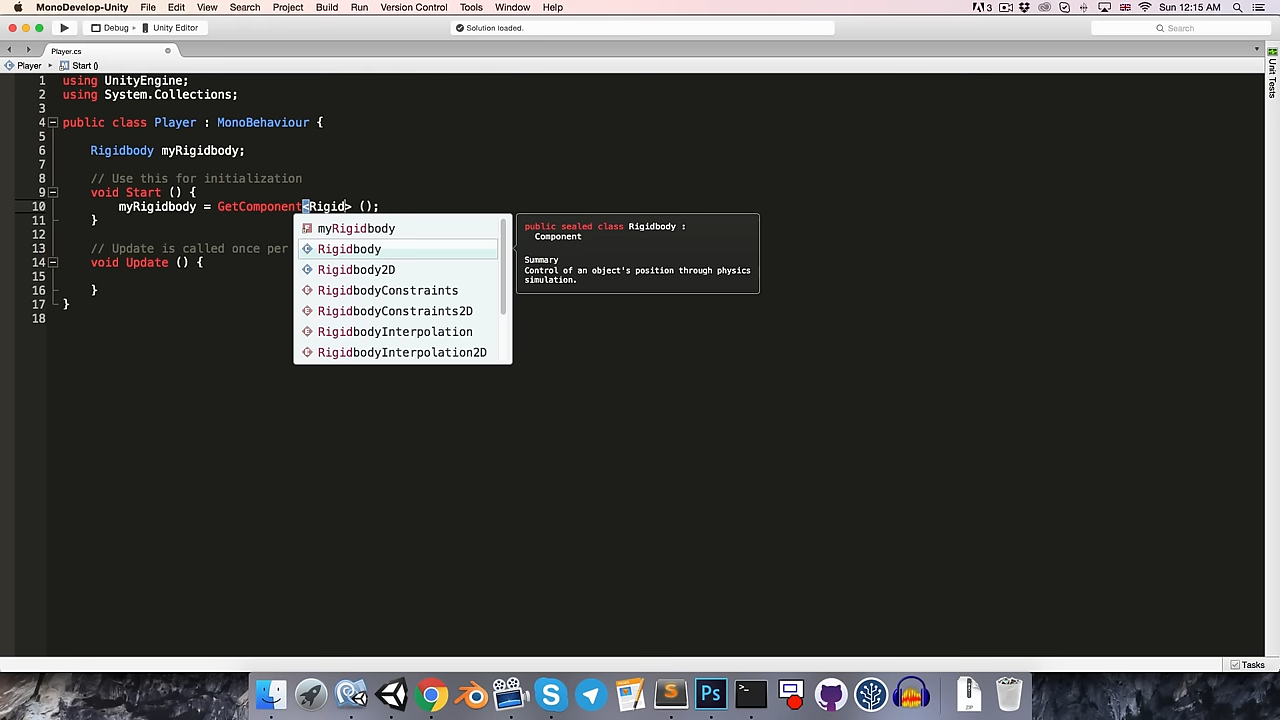 MonoDevelop-Unity File Edit View Search Project Build Run Version Control Tools Window Help
3 Sun 12:15 AM
Debug Unity Editor Solution loaded. Search
Player.cs
Player Start ()
1 using UnityEngine;
2 using System.Collections;
3
4 public class Player : MonoBehaviour {
5
6 Rigidbody myRigidbody;
7
8 // Use this for initialization
9 void Start () {
10 myRigidbody = GetComponent<Rigid> ();
11 }
12
13 // Update is called once per
14 void Update () {
15
16 }
17 }
18
myRigidbody
Rigidbody
Rigidbody2D
RigidbodyConstraints
RigidbodyConstraints2D
RigidbodyInterpolation
RigidbodyInterpolation2D
public sealed class Rigidbody :
Component
Summary
Control of an object's position through physics
simulation.
Unit Tests
Tasks
S
S
Ps
>_
ZIP